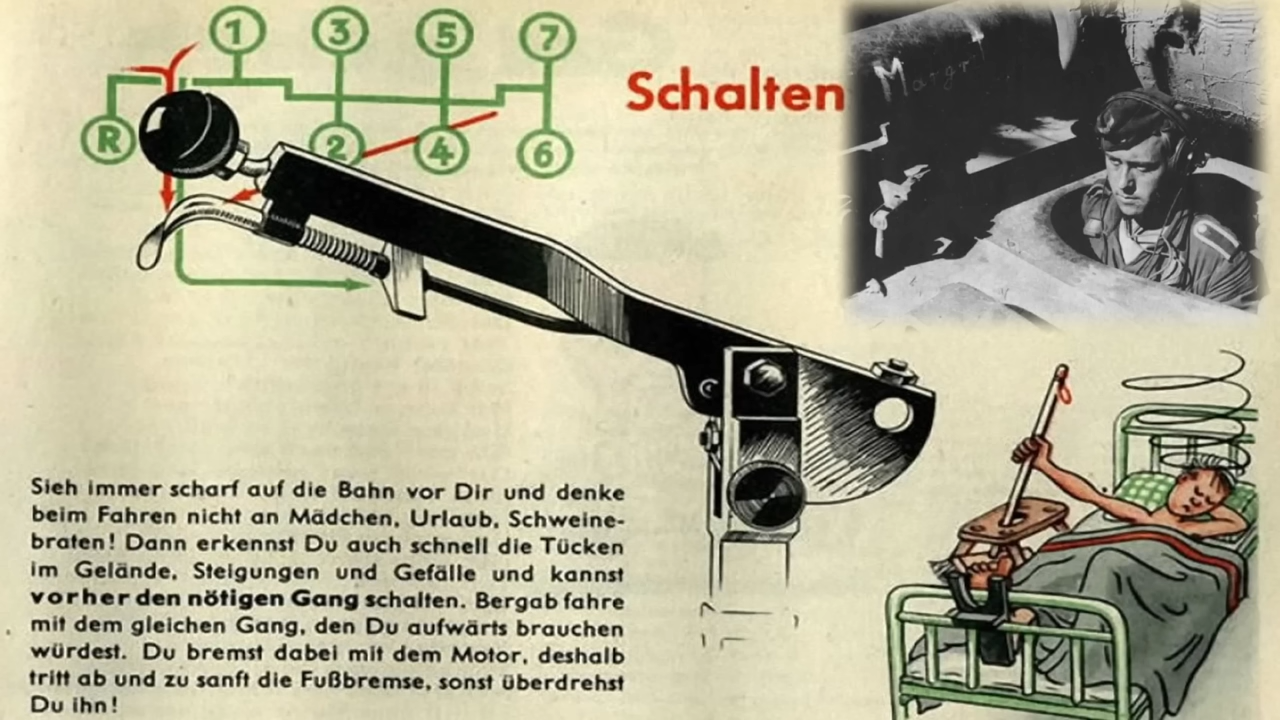 1 3 5 7
Schalten
R 2 4 6
Sieh immer scharf auf die Bahn vor Dir und denke
beim Fahren nicht an Mädchen, Urlaub, Schweine-
braten! Dann erkennst Du auch schnell die Tücken
im Gelände, Steigungen und Gefälle und kannst
vorher den nötigen Gang schalten. Bergab fahre
mit dem gleichen Gang, den Du aufwärts brauchen
würdest. Du bremst dabei mit dem Motor, deshalb
tritt ab und zu sanft die Fußbremse, sonst überdrehst
Du ihn!